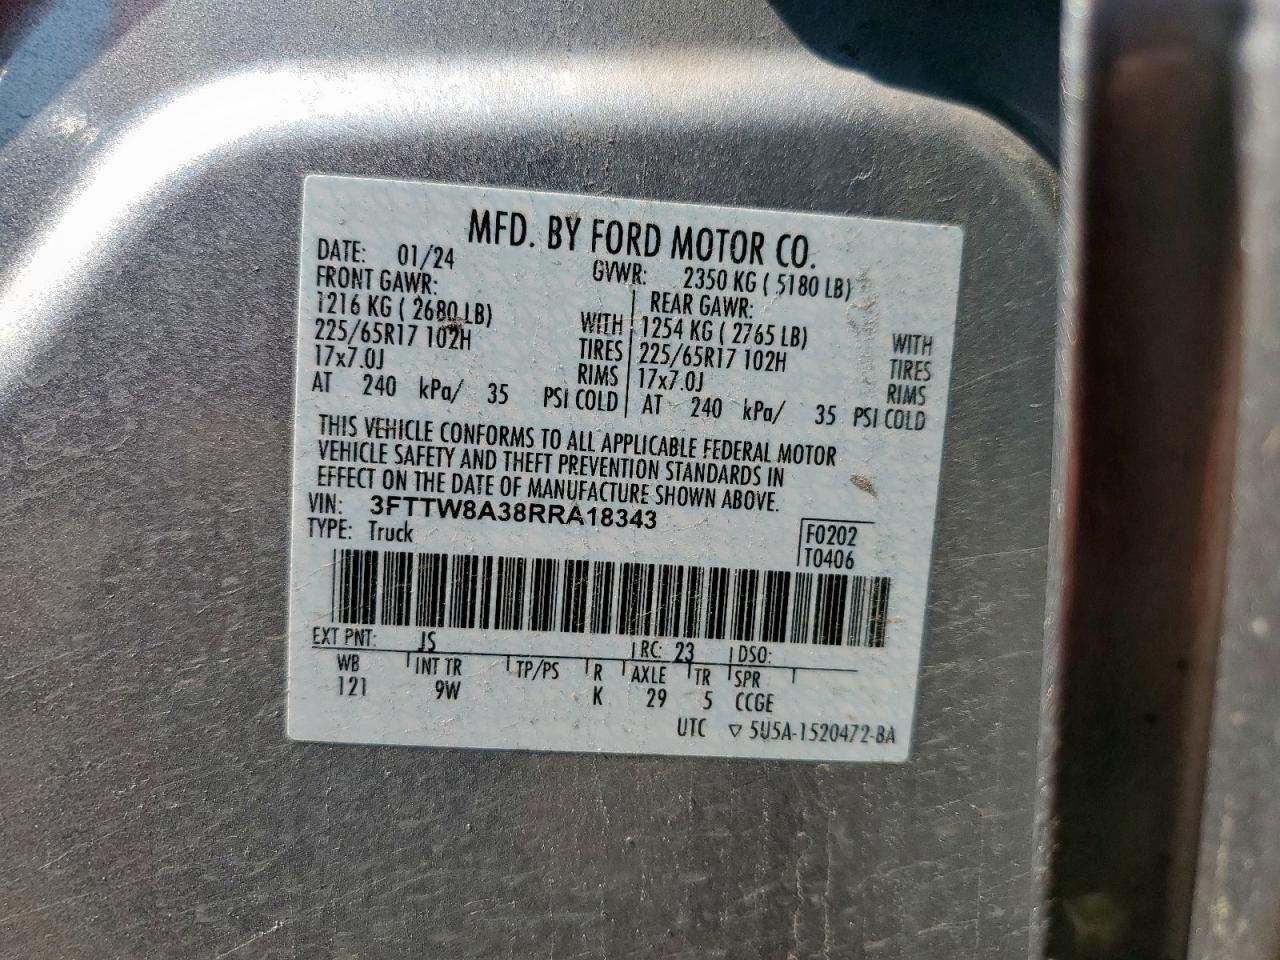 MFD. BY FORD MOTOR CO.
DATE: 01/24 GVWR: 2350 KG ( 5180 LB)
FRONT GAWR: REAR GAWR:
1216 KG ( 2680 LB) WITH 1254 KG ( 2765 LB) WITH
225/65R17 102H TIRES 225/65R17 102H TIRES
17x7.0J RIMS 17x7.0J RIMS
AT 240 kPa/ 35 PSI COLD AT 240 kPa/ 35 PSI COLD
THIS VEHICLE CONFORMS TO ALL APPLICABLE FEDERAL MOTOR
VEHICLE SAFETY AND THEFT PREVENTION STANDARDS IN
EFFECT ON THE DATE OF MANUFACTURE SHOWN ABOVE.
VIN: 3FTTW8A38RRA18343
TYPE: Truck
F0202
T0406
EXT PNT: JS RC: 23 DSO:
WB INT TR TP/PS R AXLE TR SPR
121 9W K 29 5 CCGE
UTC ▽ 5U5A-1520472-BA